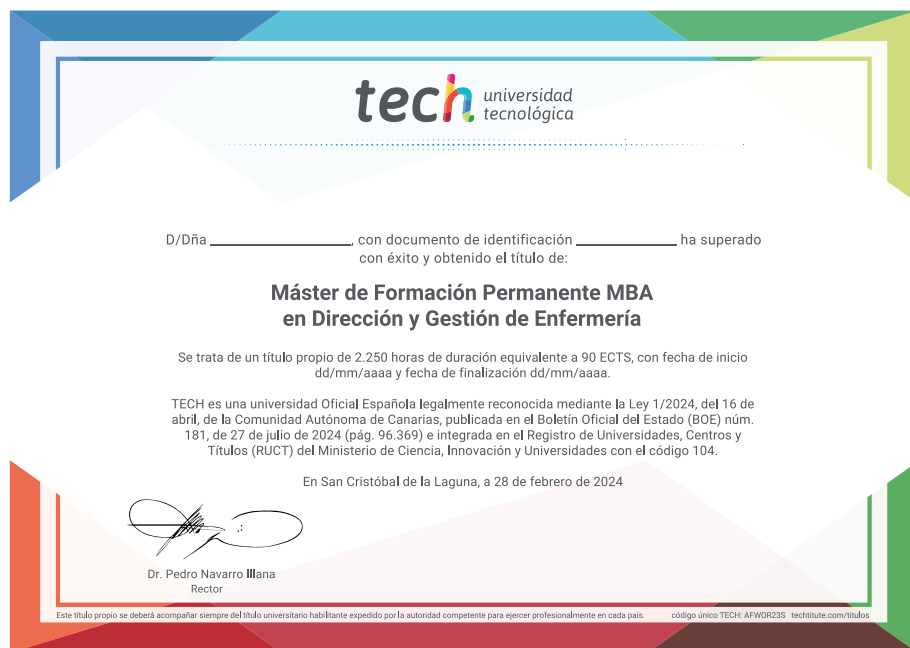 tech universidad
tecnológica
D/Dña ______________, con documento de identificación __________ ha superado
con éxito y obtenido el título de:
Máster de Formación Permanente MBA
en Dirección y Gestión de Enfermería
Se trata de un título propio de 2.250 horas de duración equivalente a 90 ECTS, con fecha de inicio
dd/mm/aaaa y fecha de finalización dd/mm/aaaa.
TECH es una universidad Oficial Española legalmente reconocida mediante la Ley 1/2024, del 16 de
abril, de la Comunidad Autónoma de Canarias, publicada en el Boletín Oficial del Estado (BOE) núm.
181, de 27 de julio de 2024 (pág. 96.369) e integrada en el Registro de Universidades, Centros y
Títulos (RUCT) del Ministerio de Ciencia, Innovación y Universidades con el código 104.
En San Cristóbal de la Laguna, a 28 de febrero de 2024
Dr. Pedro Navarro Illana
Rector
Este título propio se deberá acompañar siempre del título universitario habilitante expedido por la autoridad competente para ejercer profesionalmente en cada país. código único TECH: AFWOR23S techtitute.com/titulos